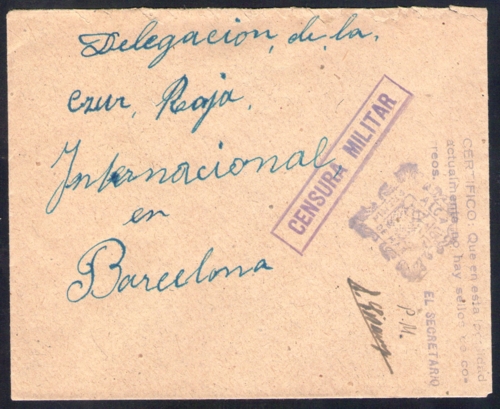 Delegación, de, la,
Cruz, Roja,
Internacional
en
Barcelona
CENSURA MILITAR
CERTIFICO Que en esta localidad
actualmente no hay sellos de co-
rreos.
EL SECRETARIO
P. M.